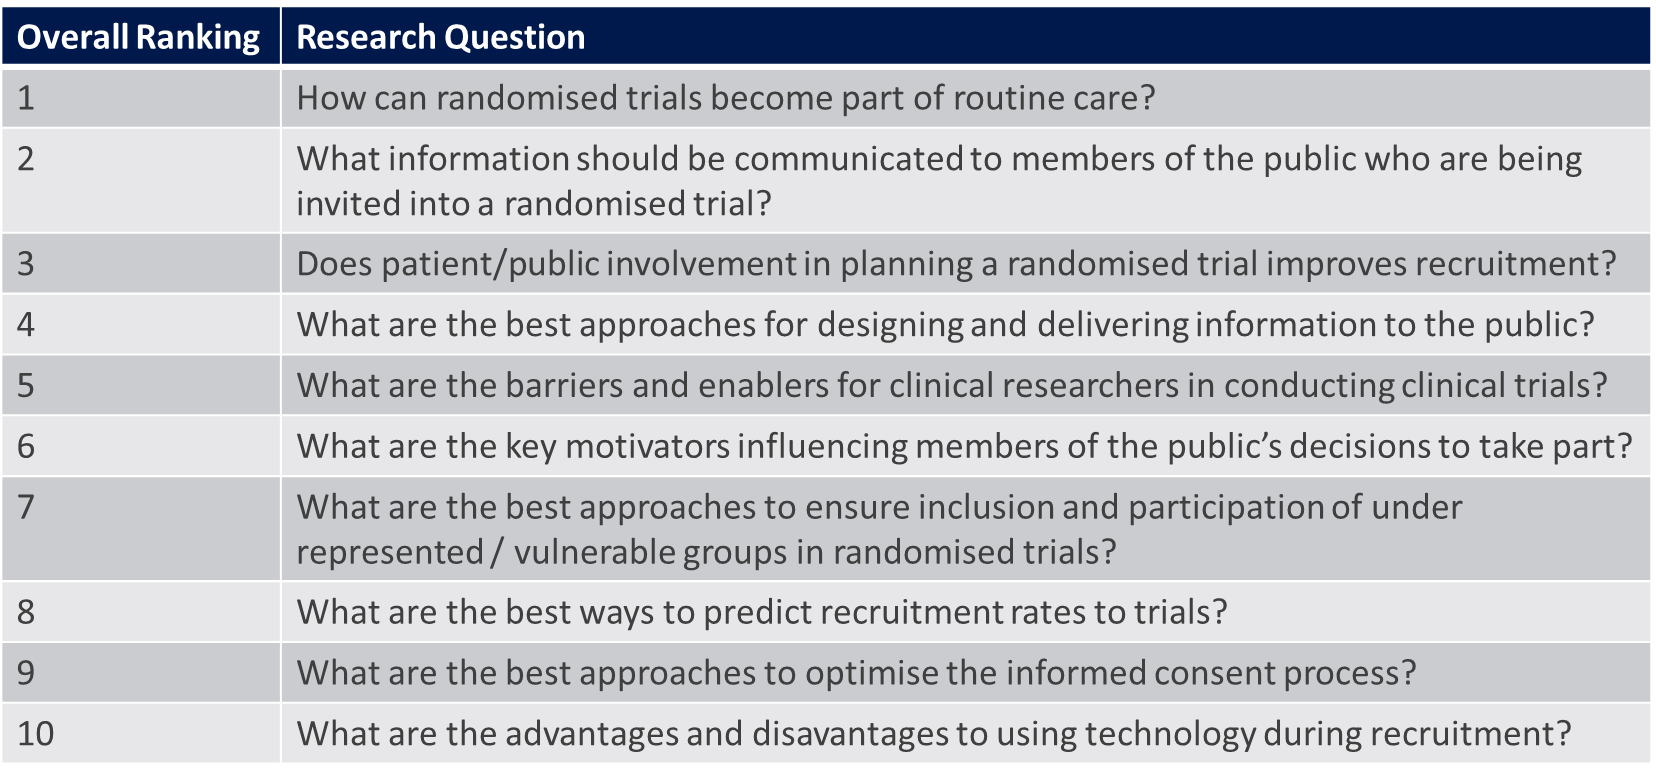 Overall Ranking Research Question
1 How can randomised trials become part of routine care?
2 What information should be communicated to members of the public who are being
invited into a randomised trial?
3 Does patient/public involvement in planning a randomised trial improves recruitment?
4 What are the best approaches for designing and delivering information to the public?
5 What are the barriers and enablers for clinical researchers in conducting clinical trials?
6 What are the key motivators influencing members of the public’s decisions to take part?
7 What are the best approaches to ensure inclusion and participation of under
represented / vulnerable groups in randomised trials?
8 What are the best ways to predict recruitment rates to trials?
9 What are the best approaches to optimise the informed consent process?
10 What are the advantages and disavantages to using technology during recruitment?